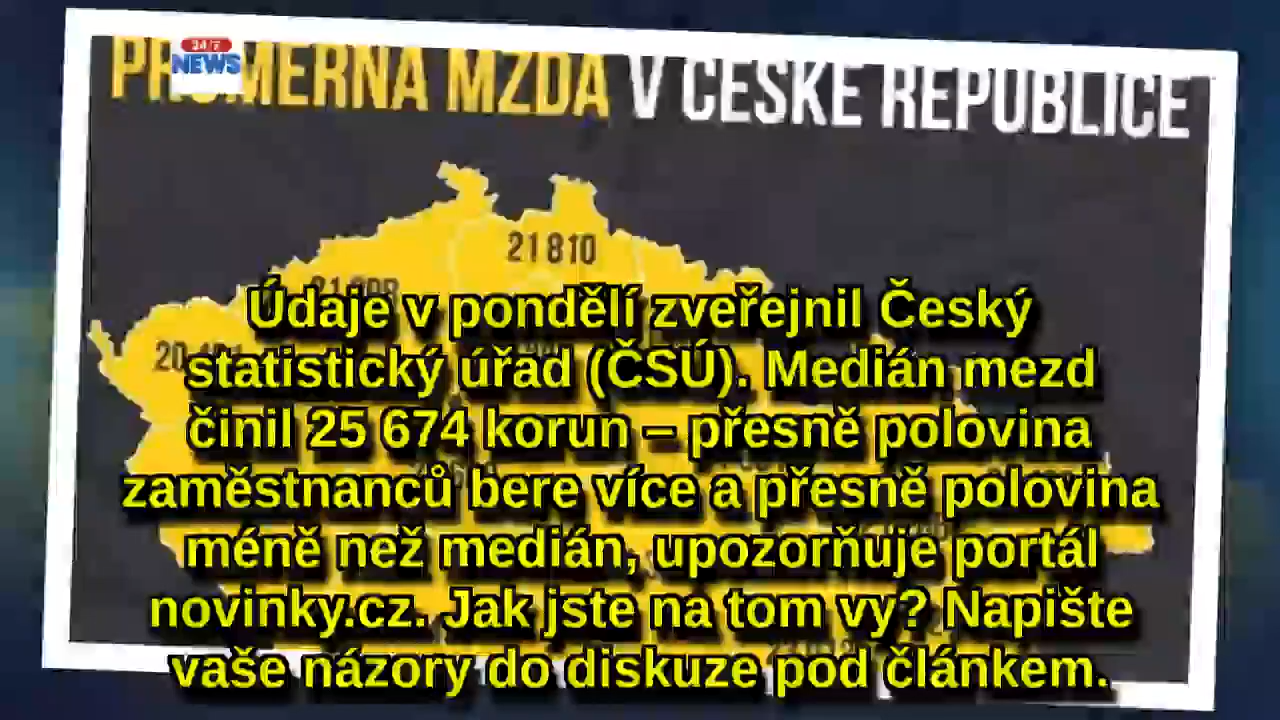 24/7
NEWS
PRŮMĚRNÁ MZDA V ČESKÉ REPUBLICE
21 810
Údaje v pondělí zveřejnil Český
statistický úřad (ČSÚ). Medián mezd
činil 25 674 korun – přesně polovina
zaměstnanců bere více a přesně polovina
méně než medián, upozorňuje portál
novinky.cz. Jak jste na tom vy? Napište
vaše názory do diskuze pod článkem.